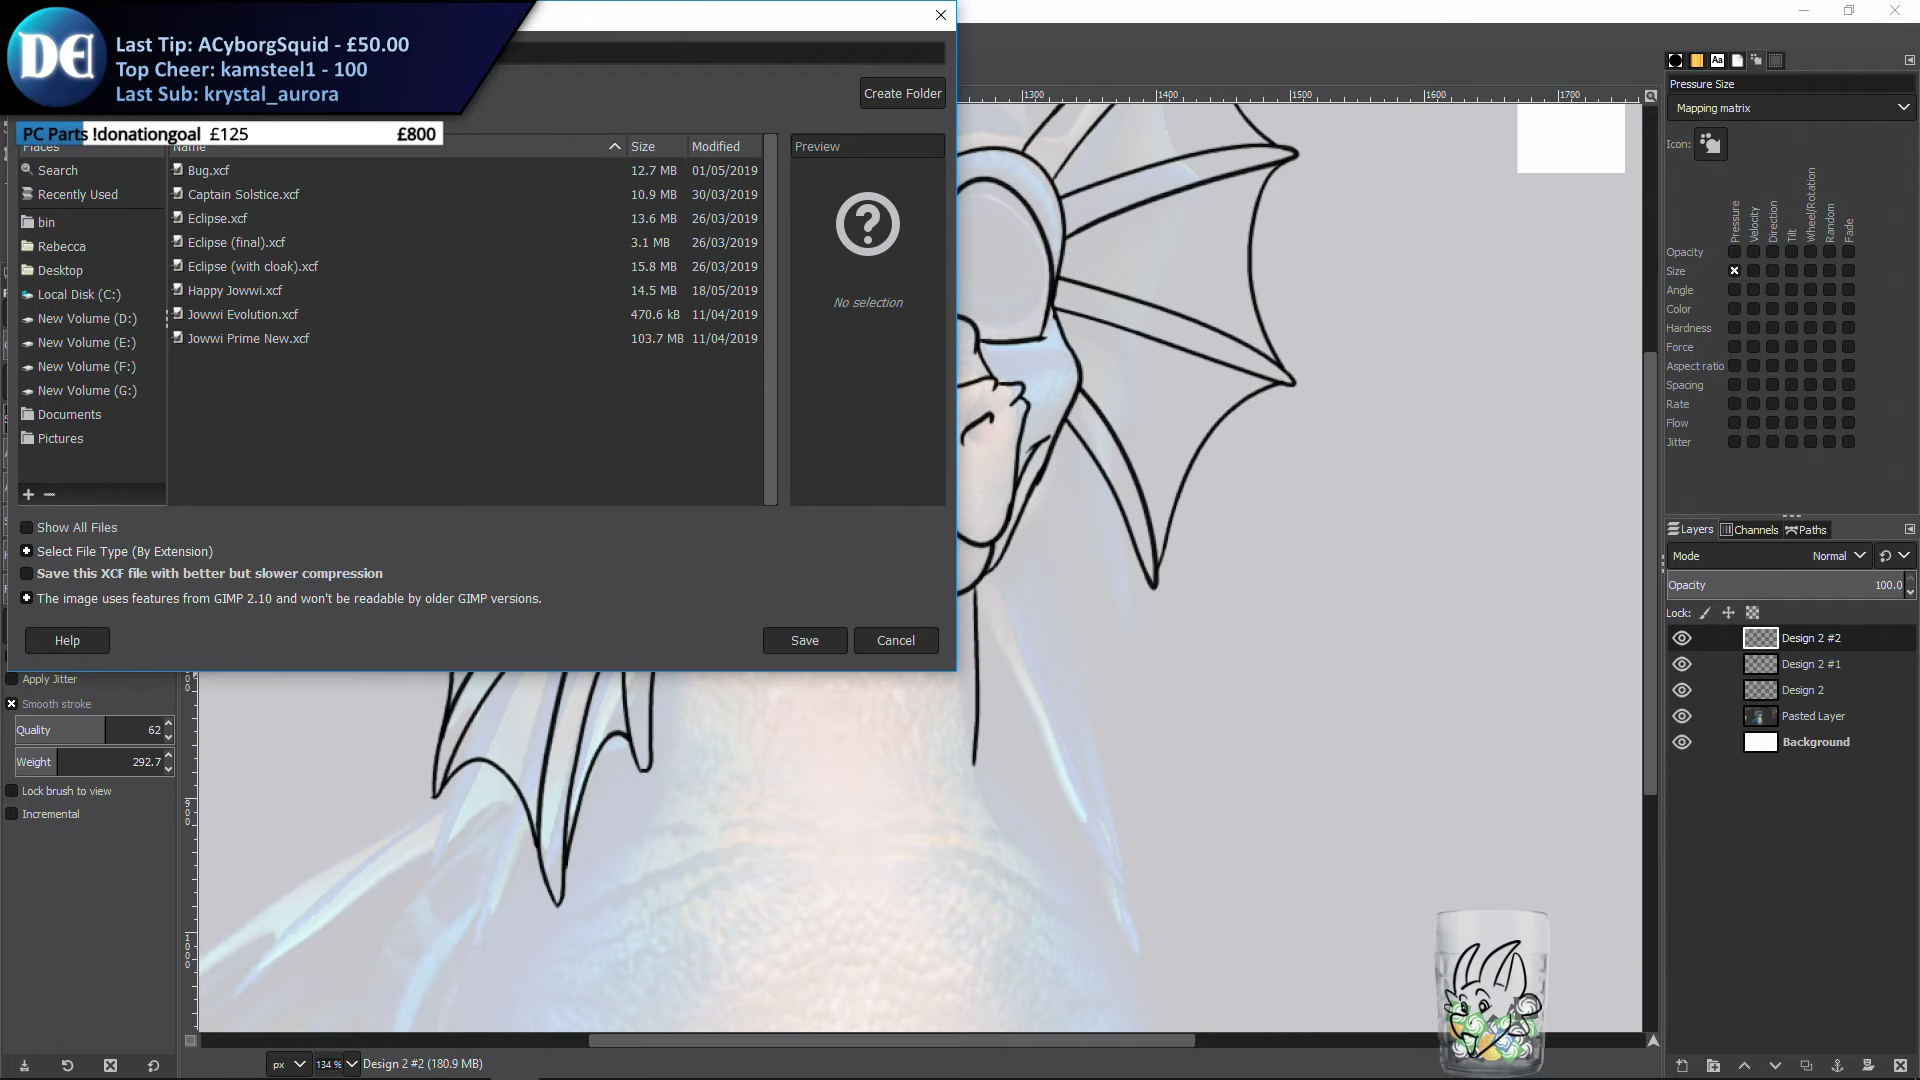 DE
Last Tip: ACyborgSquid - £50.00
Top Cheer: kamsteel1 - 100
Last Sub: krystal_aurora
PC Parts !donationgoal £125 £800
Create Folder
Places
Name Size Modified
Search
Recently Used
bin
Rebecca
Desktop
Local Disk (C:)
New Volume (D:)
New Volume (E:)
New Volume (F:)
New Volume (G:)
Documents
Pictures
Bug.xcf 12.7 MB 01/05/2019
Captain Solstice.xcf 10.9 MB 30/03/2019
Eclipse.xcf 13.6 MB 26/03/2019
Eclipse (final).xcf 3.1 MB 26/03/2019
Eclipse (with cloak).xcf 15.8 MB 26/03/2019
Happy Jowwi.xcf 14.5 MB 18/05/2019
Jowwi Evolution.xcf 470.6 kB 11/04/2019
Jowwi Prime New.xcf 103.7 MB 11/04/2019
Preview
No selection
Show All Files
Select File Type (By Extension)
Save this XCF file with better but slower compression
The image uses features from GIMP 2.10 and won't be readable by older GIMP versions.
Help Save Cancel
Apply Jitter
Smooth stroke
Quality 62
Weight 292.7
Lock brush to view
Incremental
1300 1400 1500 1600 1700
900
1000
px 134 % Design 2 #2 (180.9 MB)
Aa
Pressure Size
Mapping matrix
Icon:
Pressure Velocity Direction Tilt Wheel/Rotation Random Fade
Opacity
Size
Angle
Color
Hardness
Force
Aspect ratio
Spacing
Rate
Flow
Jitter
Layers Channels Paths
Mode Normal
Opacity 100.0
Lock:
Design 2 #2
Design 2 #1
Design 2
Pasted Layer
Background